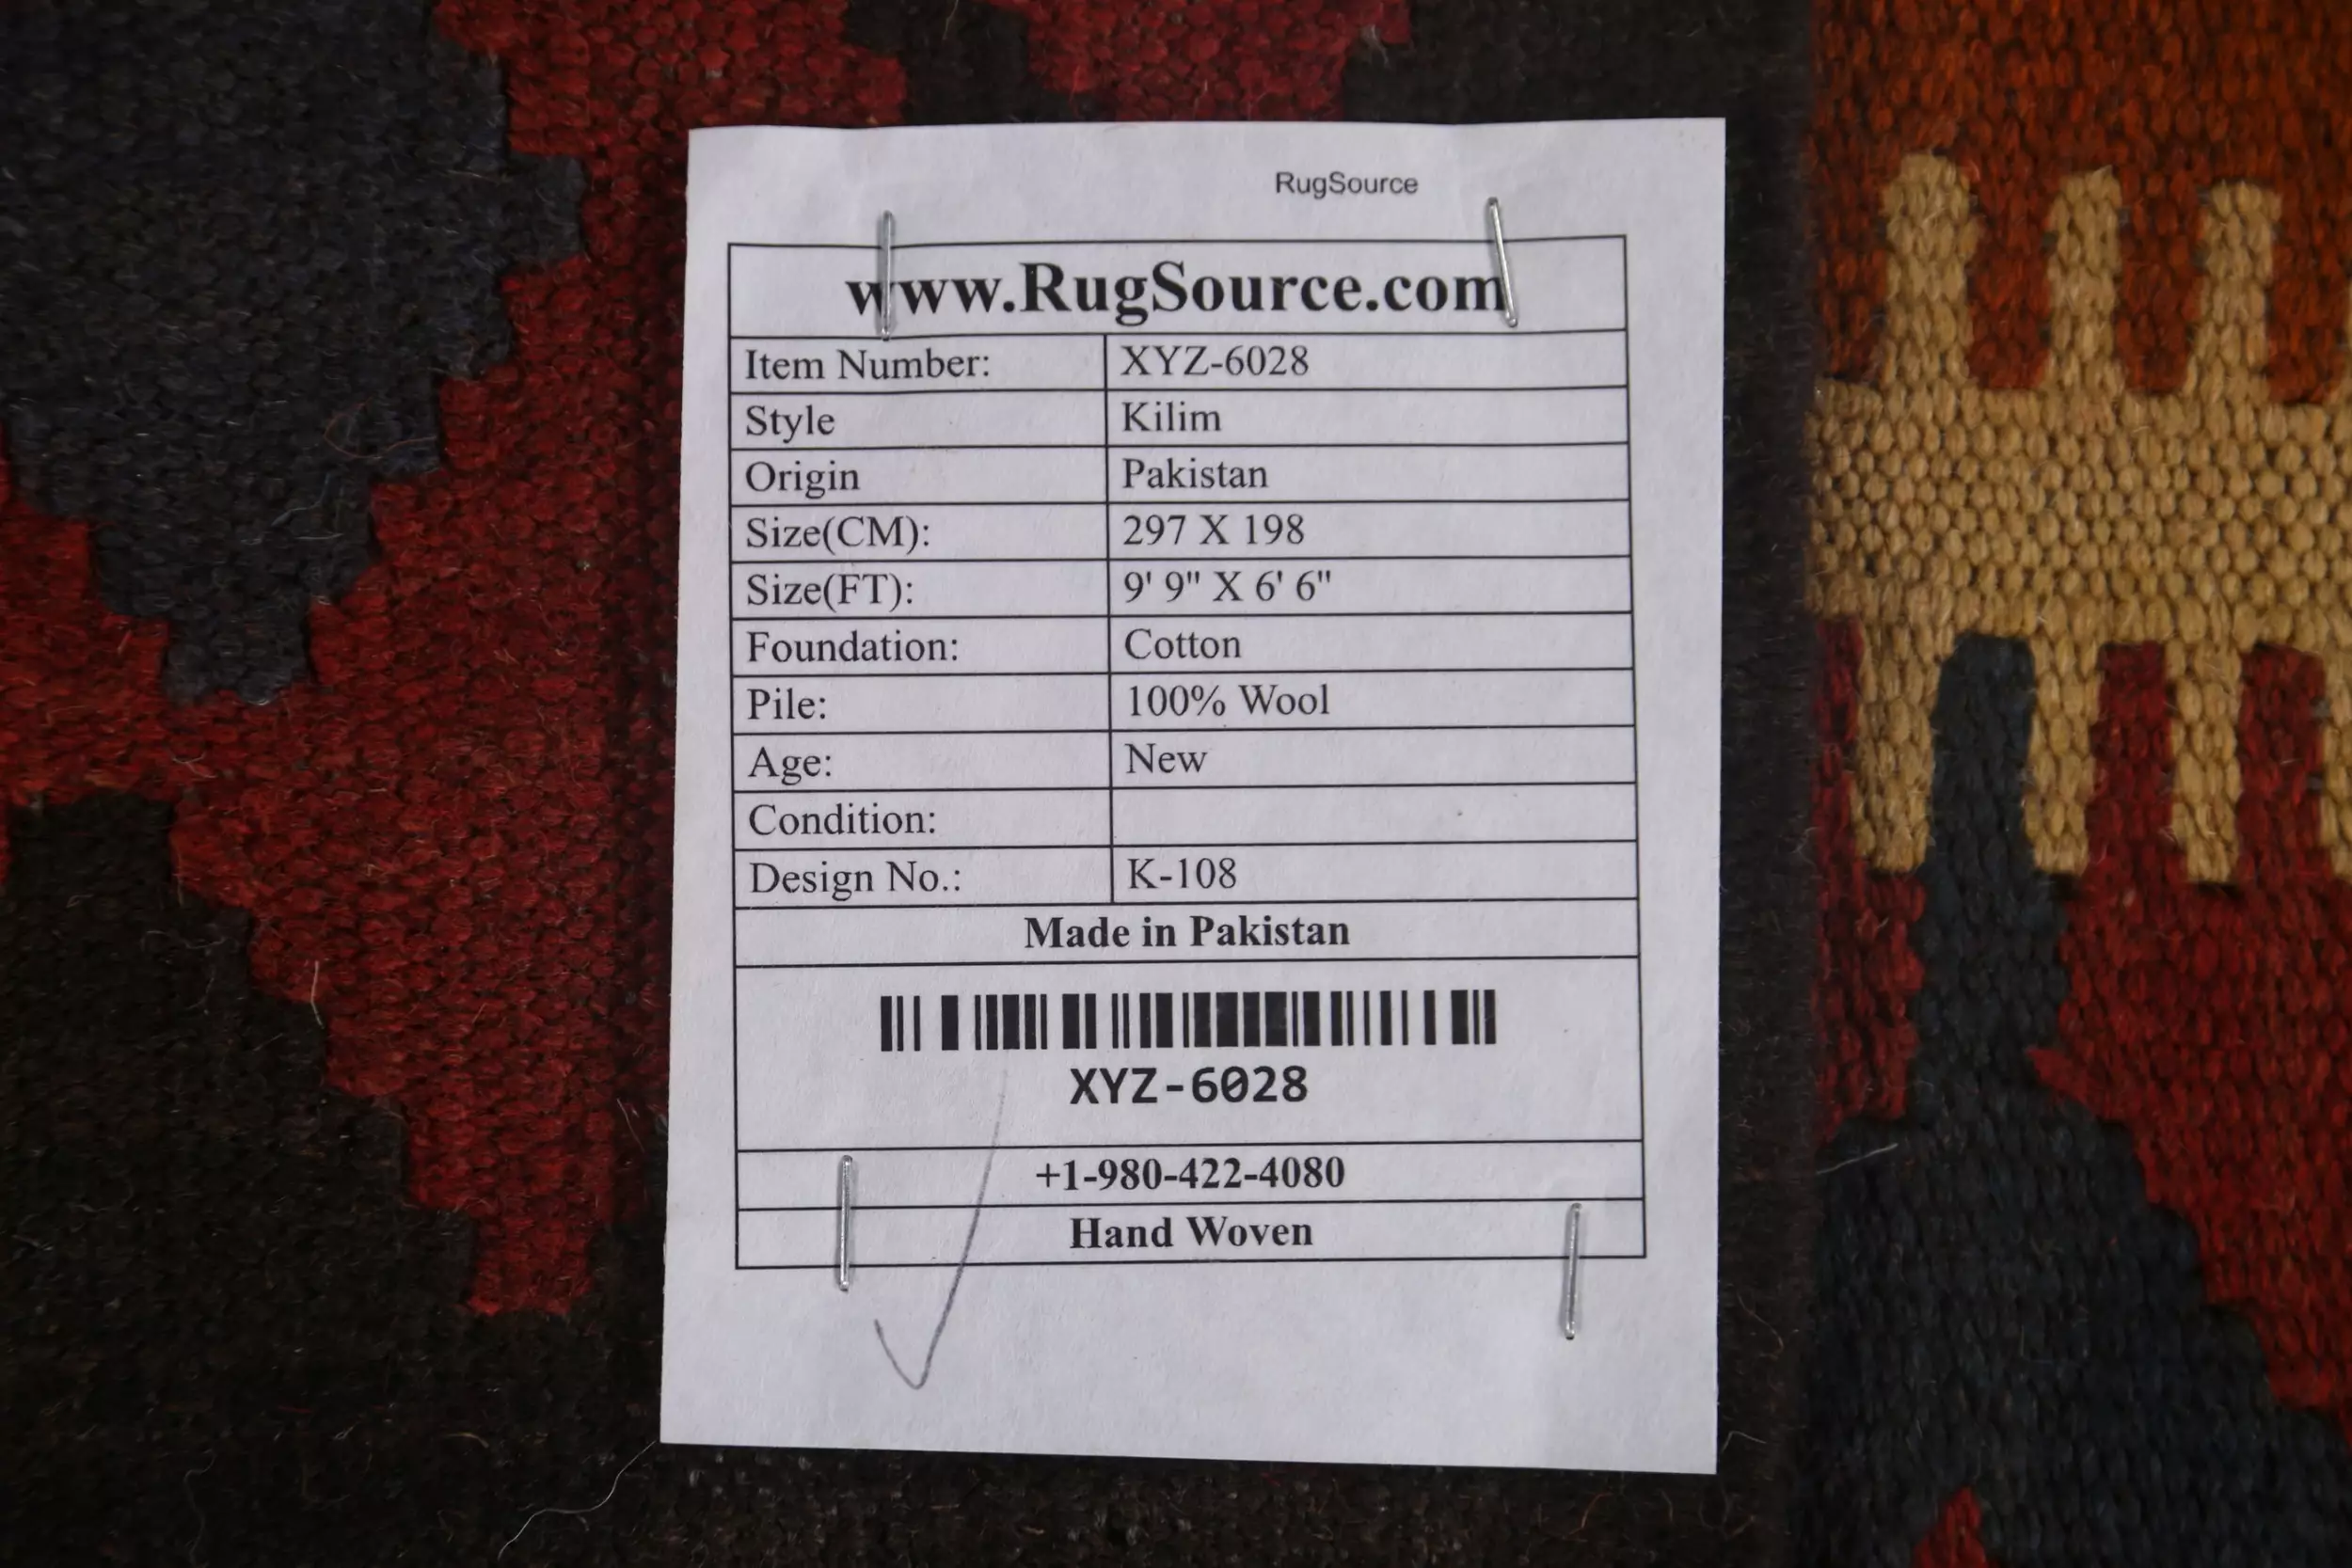 RugSource
www.RugSource.com
Item Number: XYZ-6028
Style Kilim
Origin Pakistan
Size(CM): 297 X 198
Size(FT): 9' 9" X 6' 6"
Foundation: Cotton
Pile: 100% Wool
Age: New
Condition:
Design No.: K-108
Made in Pakistan
XYZ-6028
+1-980-422-4080
Hand Woven